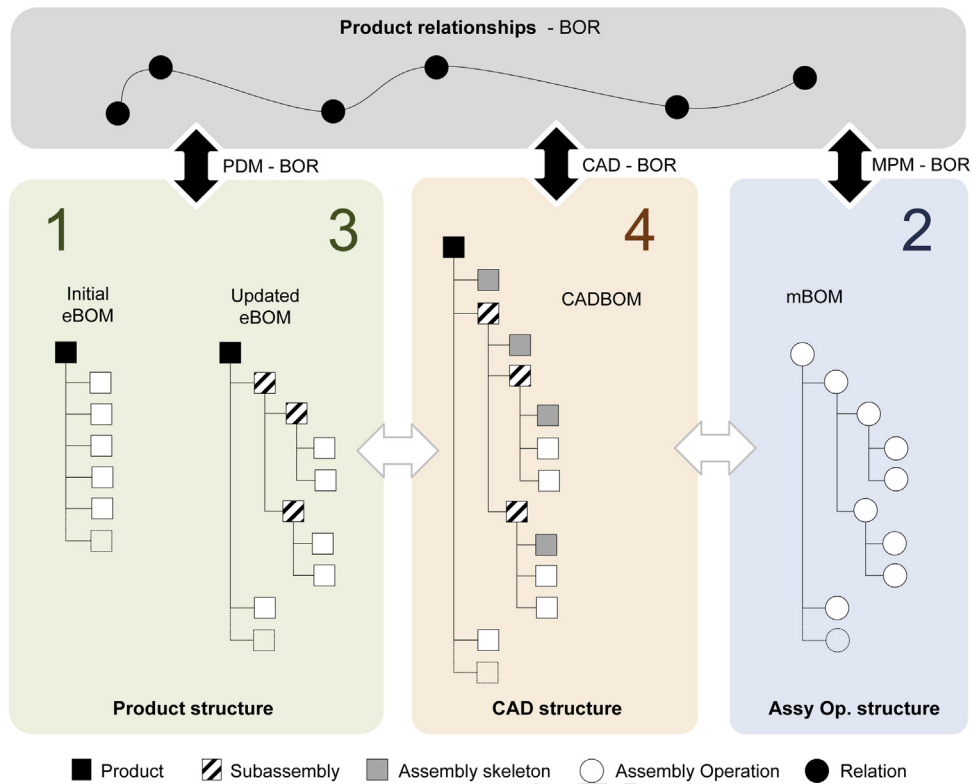 Product relationships - BOR
PDM - BOR
CAD - BOR
MPM - BOR
1
3
4
2
Initial
eBOM
Updated
eBOM
CADBOM
mBOM
Product structure
CAD structure
Assy Op. structure
Product
Subassembly
Assembly skeleton
Assembly Operation
Relation